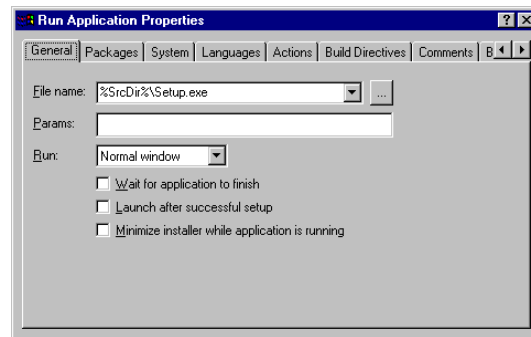 Run Application Properties
General Packages System Languages Actions Build Directives Comments B
File name: %SrcDir%\Setup.exe ...
Params:
Run: Normal window
Wait for application to finish
Launch after successful setup
Minimize installer while application is running